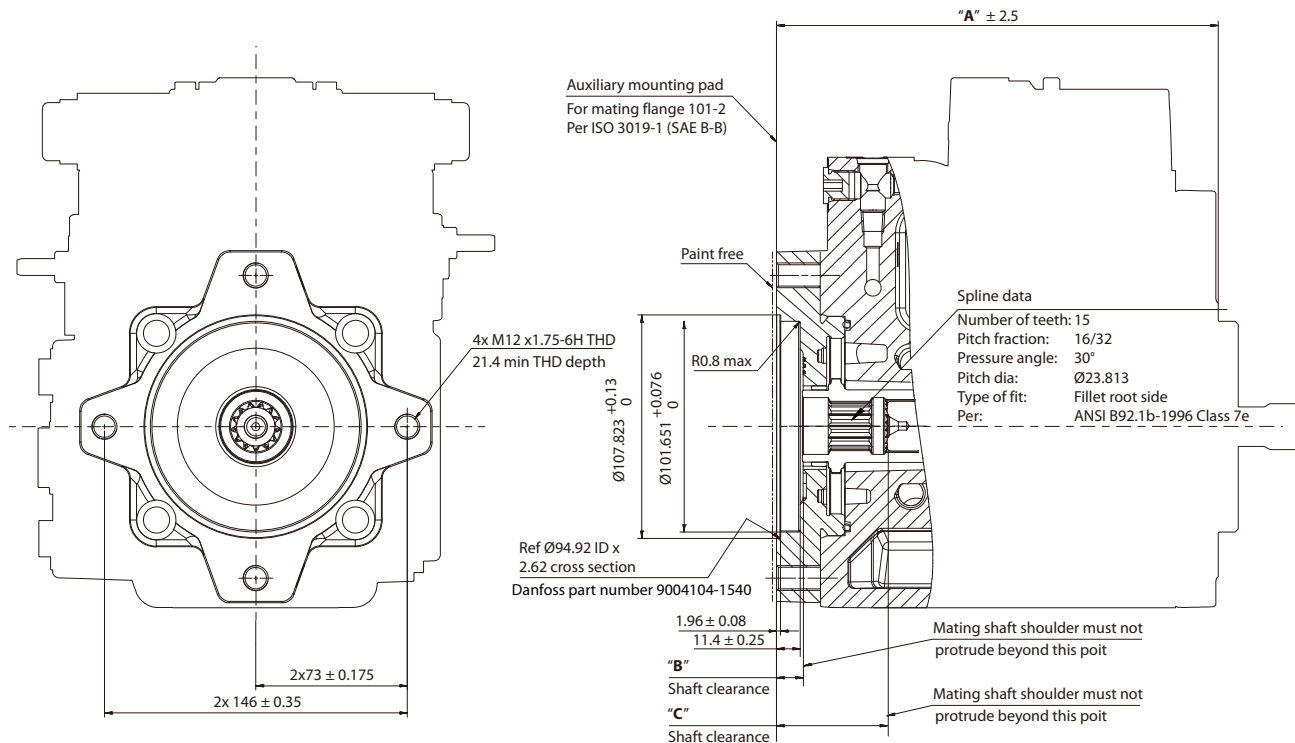 "A" ± 2.5
Auxiliary mounting pad
For mating flange 101-2
Per ISO 3019-1 (SAE B-B)
Paint free
Spline data
Number of teeth: 15
Pitch fraction: 16/32
Pressure angle: 30°
Pitch dia: Ø23.813
Type of fit: Fillet root side
Per: ANSI B92.1b-1996 Class 7e
4x M12 x1.75-6H THD
21.4 min THD depth
R0.8 max
Ø107.823 +0.13 0
Ø101.651 +0.076 0
Ref Ø94.92 ID x
2.62 cross section
Danfoss part number 9004104-1540
1.96 ± 0.08
11.4 ± 0.25
"B"
Shaft clearance
"C"
Shaft clearance
Mating shaft shoulder must not
protrude beyond this poit
Mating shaft shoulder must not
protrude beyond this poit
2x73 ± 0.175
2x 146 ± 0.35